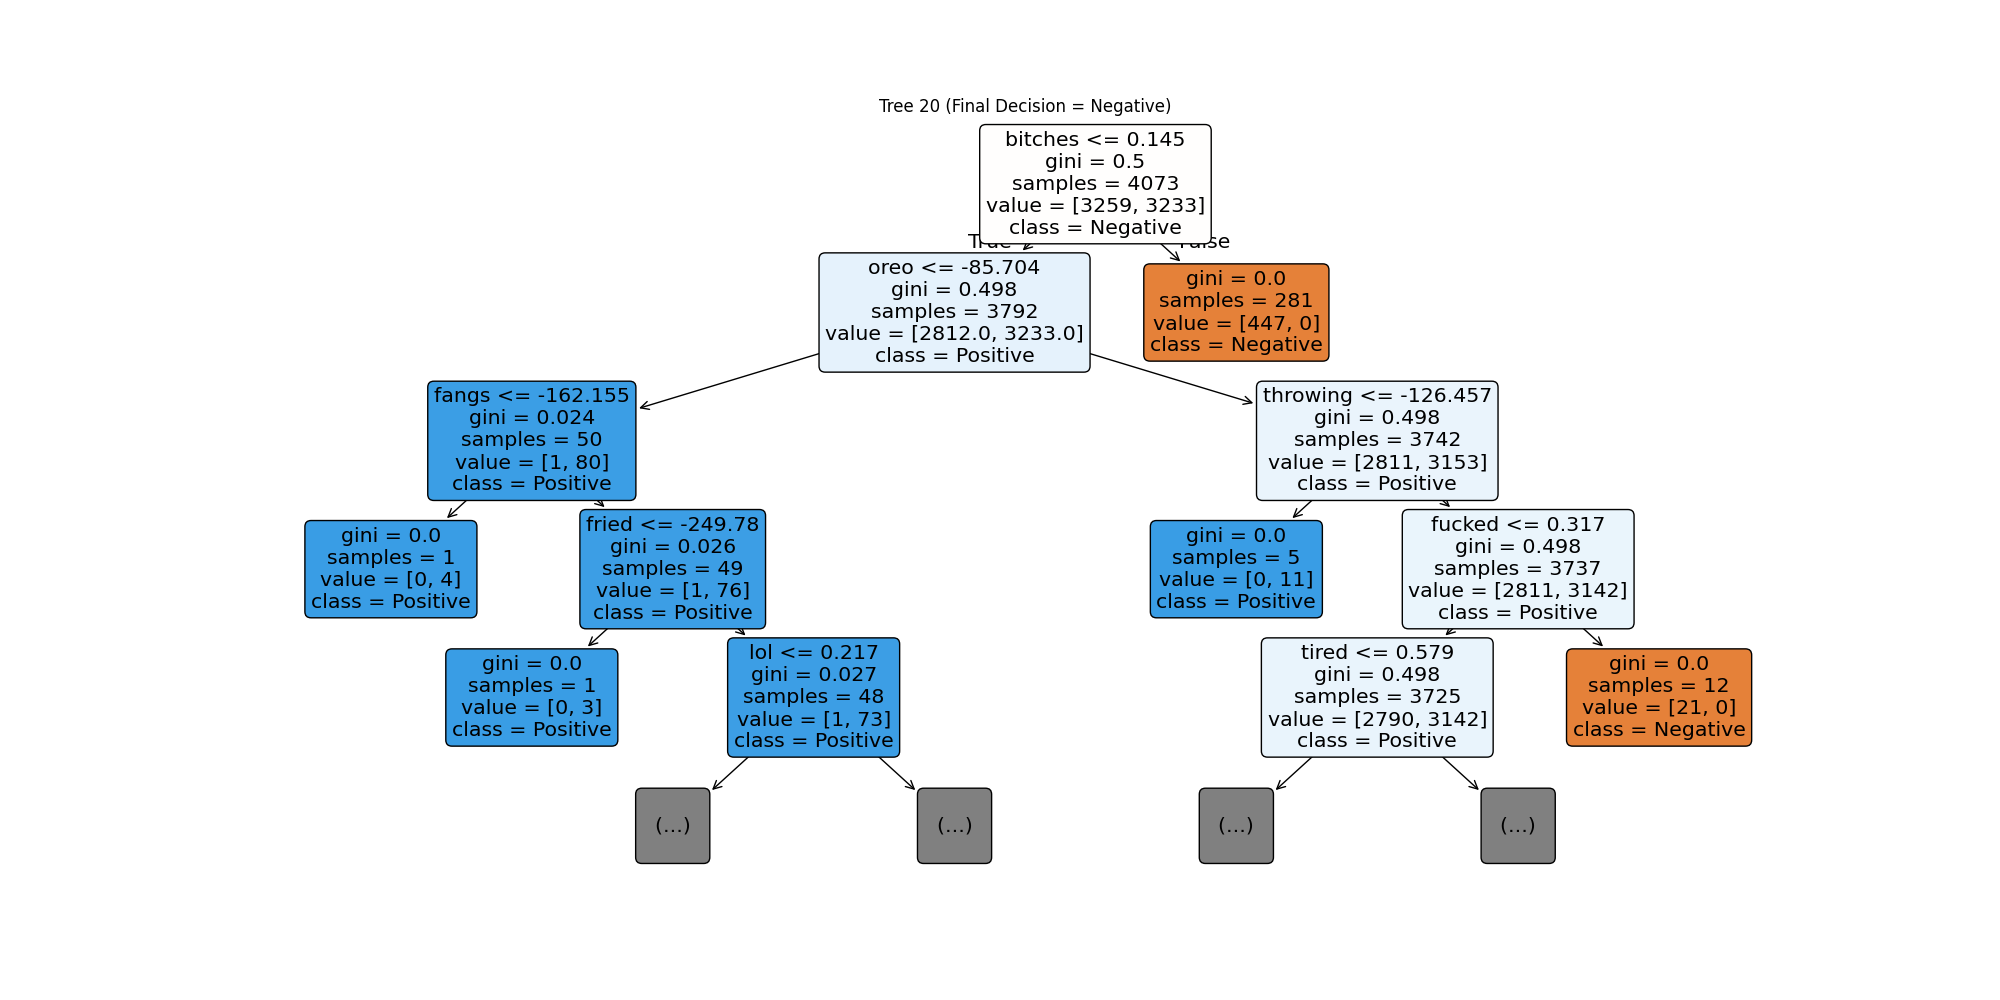 Tree 20 (Final Decision = Negative)
bitches <= 0.145
gini = 0.5
samples = 4073
value = [3259, 3233]
class = Negative
True
False
oreo <= -85.704
gini = 0.498
samples = 3792
value = [2812.0, 3233.0]
class = Positive
gini = 0.0
samples = 281
value = [447, 0]
class = Negative
fangs <= -162.155
gini = 0.024
samples = 50
value = [1, 80]
class = Positive
throwing <= -126.457
gini = 0.498
samples = 3742
value = [2811, 3153]
class = Positive
gini = 0.0
samples = 1
value = [0, 4]
class = Positive
fried <= -249.78
gini = 0.026
samples = 49
value = [1, 76]
class = Positive
gini = 0.0
samples = 5
value = [0, 11]
class = Positive
fucked <= 0.317
gini = 0.498
samples = 3737
value = [2811, 3142]
class = Positive
gini = 0.0
samples = 1
value = [0, 3]
class = Positive
lol <= 0.217
gini = 0.027
samples = 48
value = [1, 73]
class = Positive
tired <= 0.579
gini = 0.498
samples = 3725
value = [2790, 3142]
class = Positive
gini = 0.0
samples = 12
value = [21, 0]
class = Negative
(...)
(...)
(...)
(...)